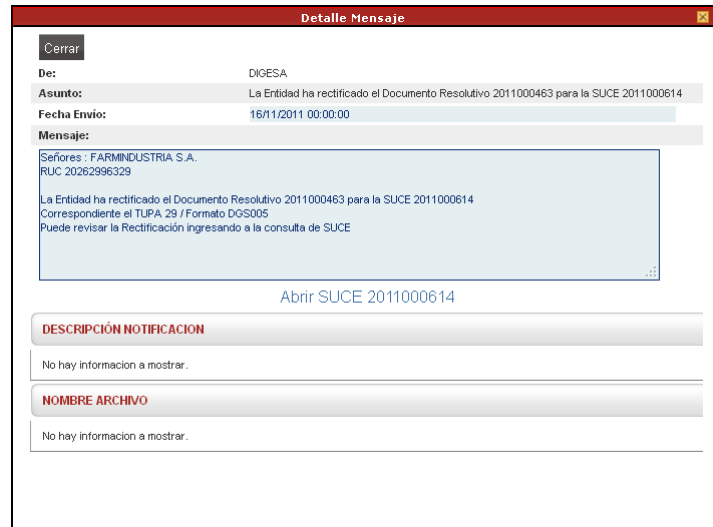 Detalle Mensaje
Cerrar
De: DIGESA
Asunto: La Entidad ha rectificado el Documento Resolutivo 2011000463 para la SUCE 2011000614
Fecha Envío: 16/11/2011 00:00:00
Mensaje:
Señores : FARMINDUSTRIA S.A.
RUC 20262996329
La Entidad ha rectificado el Documento Resolutivo 2011000463 para la SUCE 2011000614
Correspondiente el TUPA 29 / Formato DGS005
Puede revisar la Rectificación ingresando a la consulta de SUCE
Abrir SUCE 2011000614
DESCRIPCIÓN NOTIFICACION
No hay informacion a mostrar.
NOMBRE ARCHIVO
No hay informacion a mostrar.